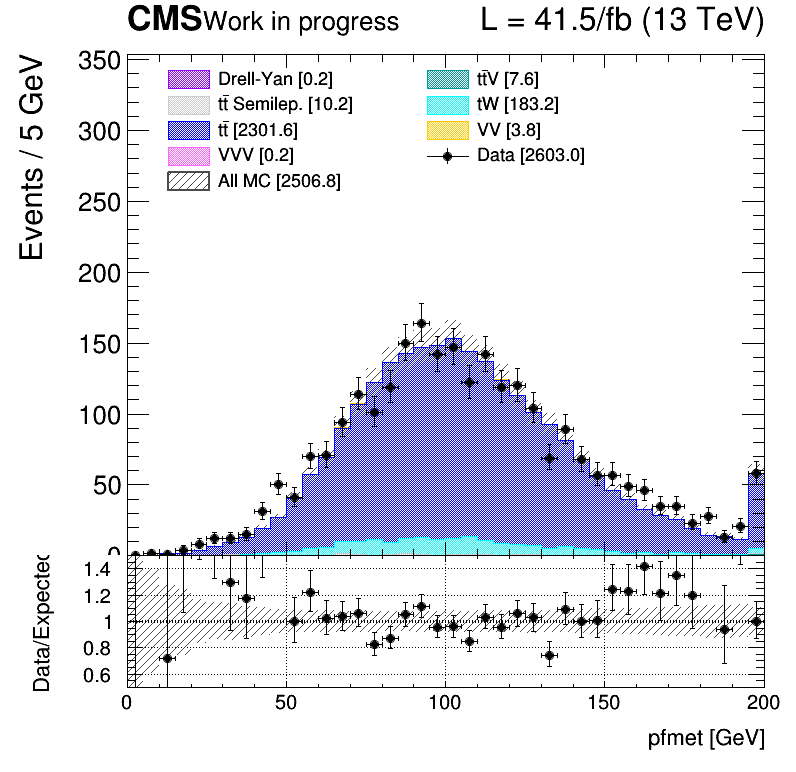 CMS Work in progress L = 41.5/fb (13 TeV)
Drell-Yan [0.2] tt̄V [7.6]
tt̄ Semilep. [10.2] tW [183.2]
tt̄ [2301.6] VV [3.8]
VVV [0.2] Data [2603.0]
All MC [2506.8]
Events / 5 GeV
350
300
250
200
150
100
50
0
Data/Expected
1.4
1.2
1
0.8
0.6
0 50 100 150 200
pfmet [GeV]